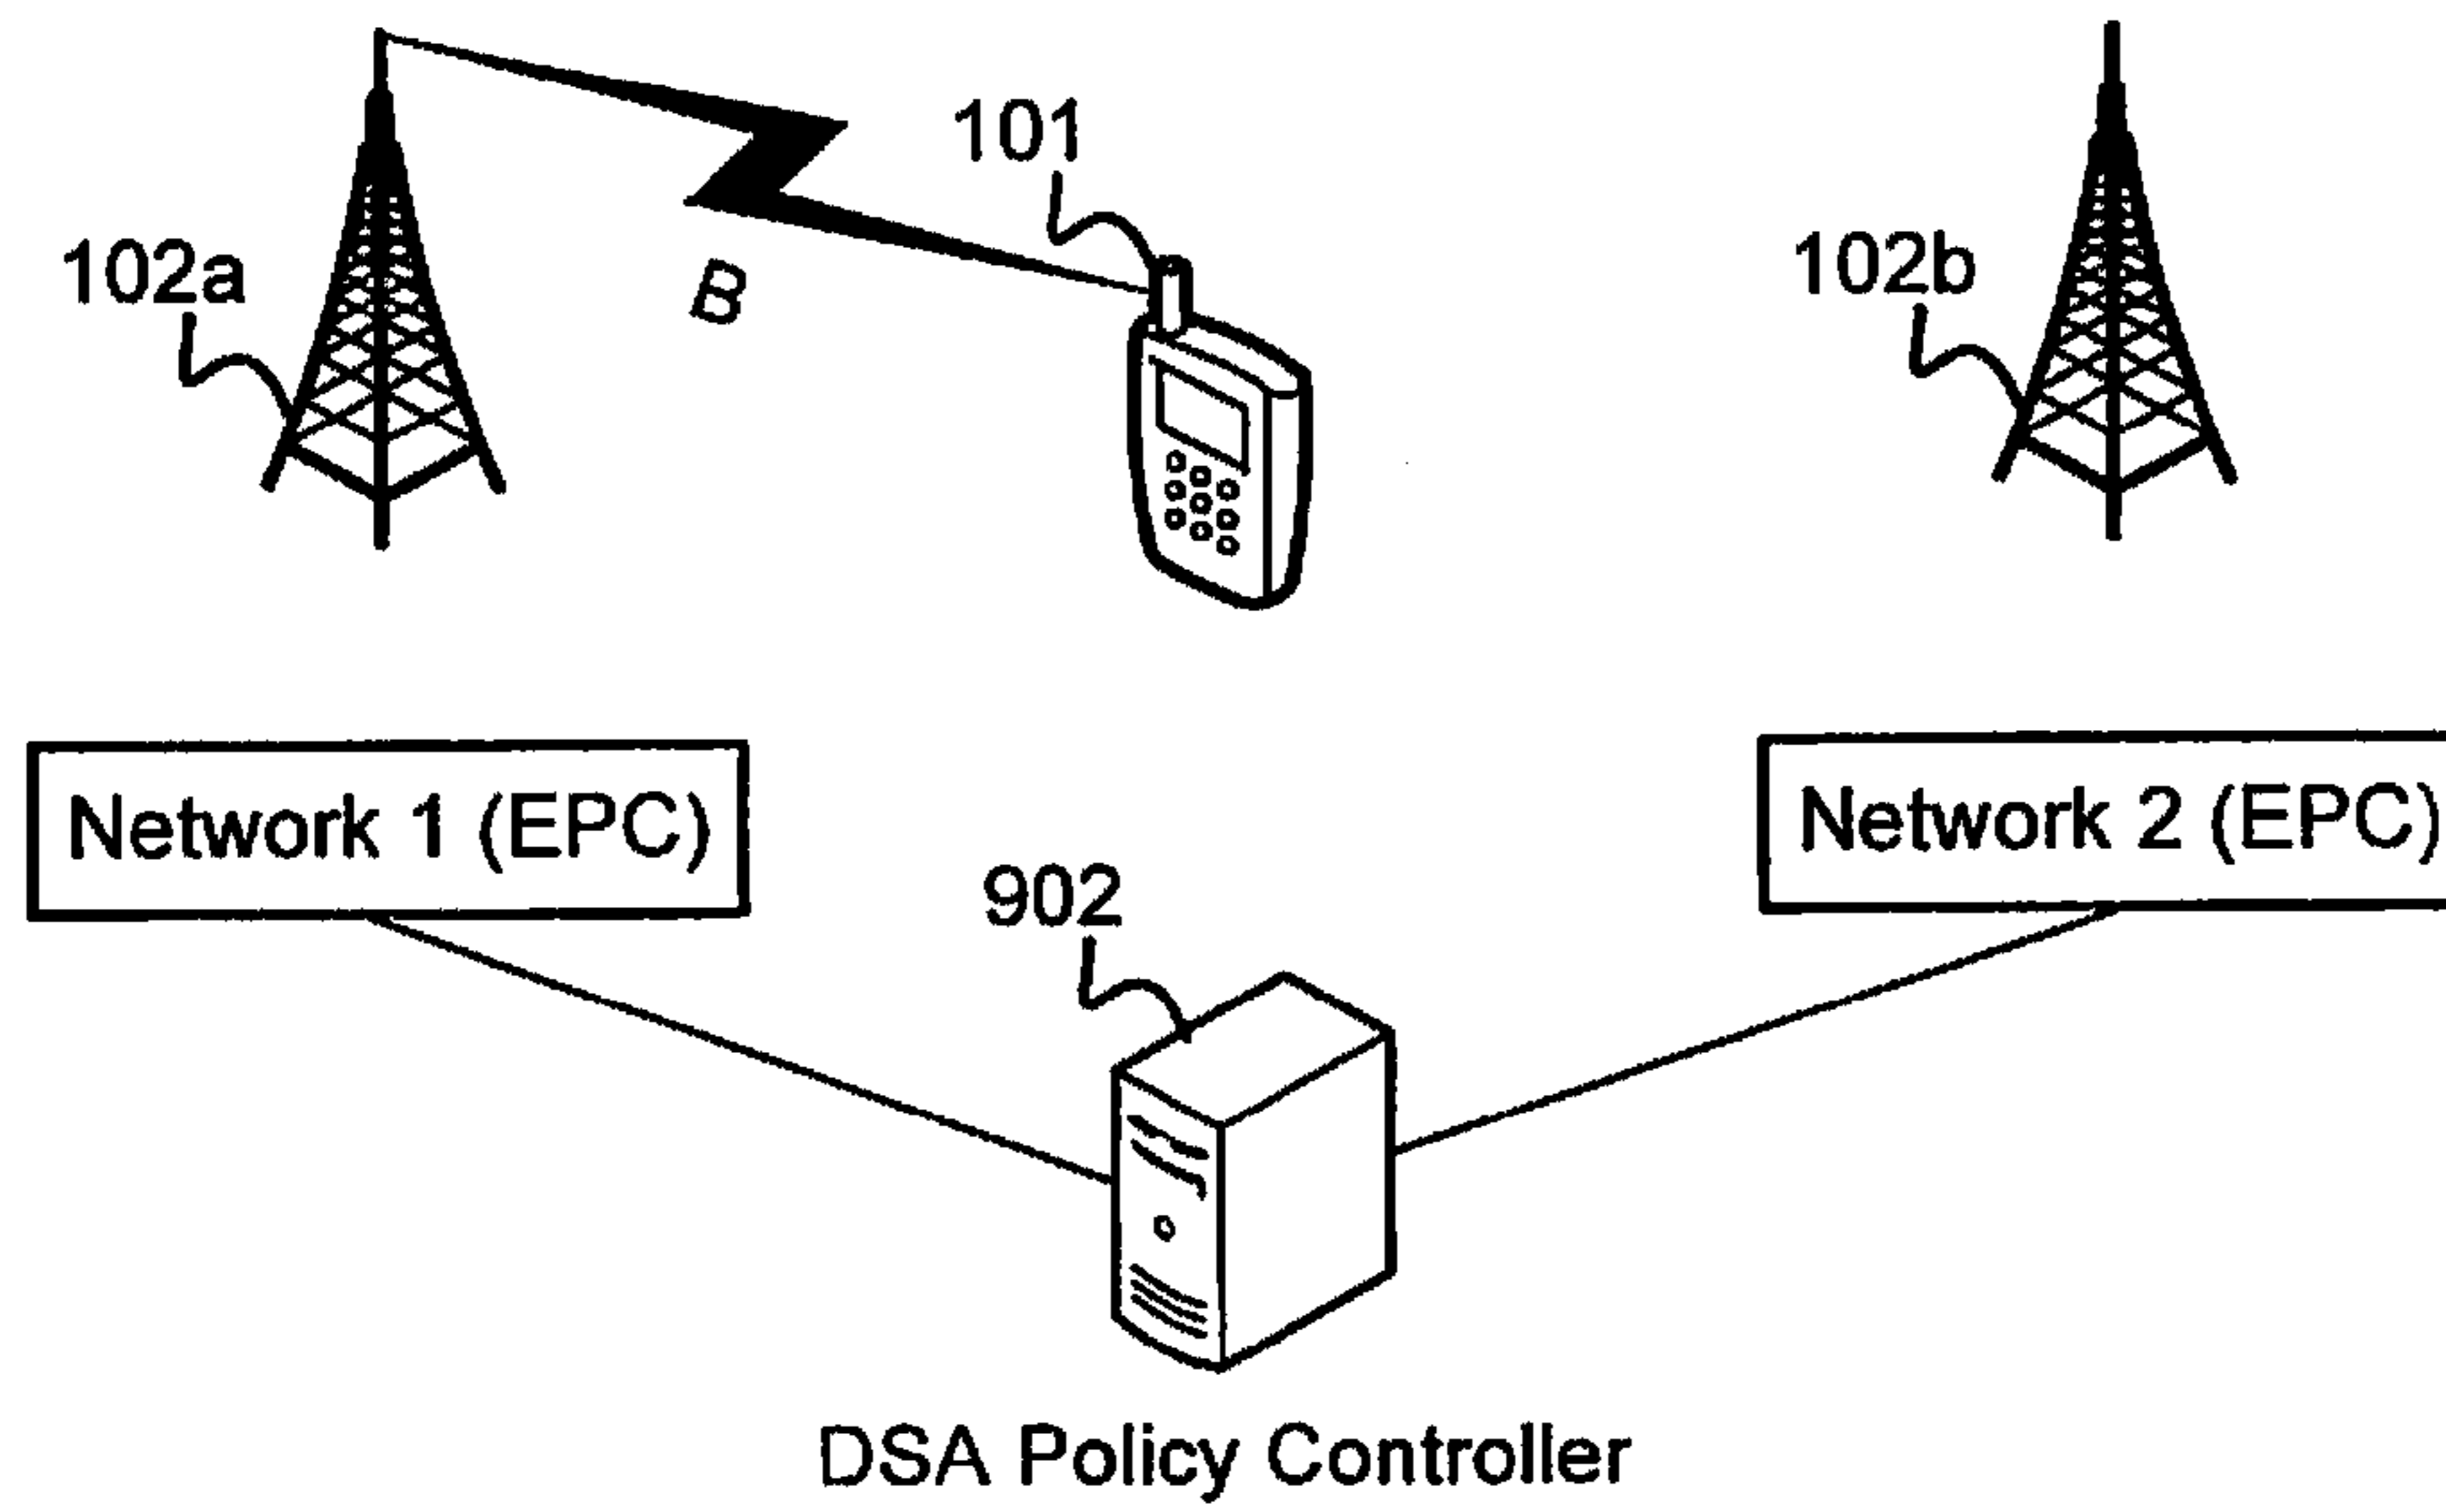 101
102a
102b
B
Network 1 (EPC)
Network 2 (EPC)
902
DSA Policy Controller